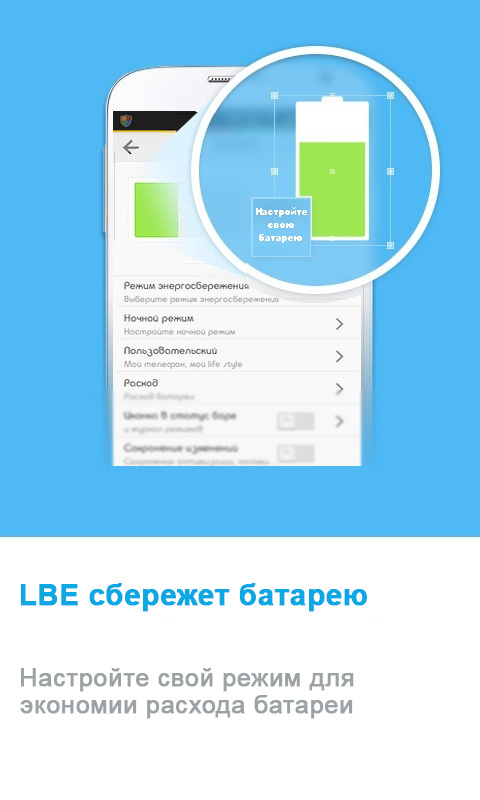 Настройте
свою
батарею
Режим энергосбережения
Выберите режим энергосбережения
Ночной режим
Настройте ночной режим
Пользовательский
Мой телефон, мой life style
Расход
Расход батареи
Иконка в статус баре
и журнал режимов
Сохранение изменений
Сохранение оптимизации,
LBE сбережет батарею
Настройте свой режим для
экономии расхода батареи